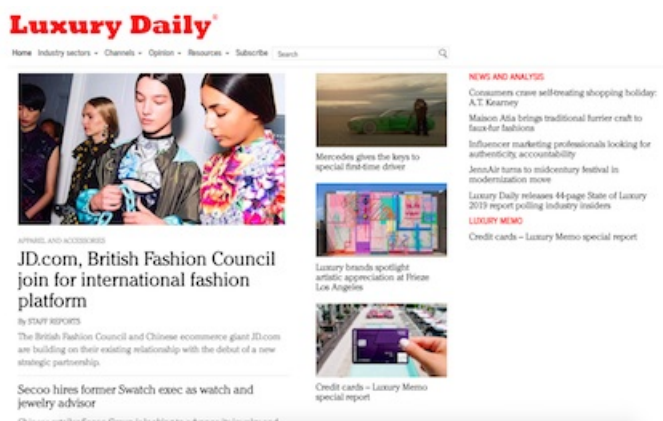 Luxury Daily®
Home Industry sectors Channels Opinion Resources Subscribe Search
APPAREL AND ACCESSORIES
JD.com, British Fashion Council
join for international fashion
platform
By STAFF REPORTS
The British Fashion Council and Chinese ecommerce giant JD.com
are building on their existing relationship with the debut of a new
strategic partnership.
Secoo hires former Swatch exec as watch and
jewelry advisor
Mercedes gives the keys to
special first-time driver
Luxury brands spotlight
artistic appreciation at Frieze
Los Angeles
Credit cards – Luxury Memo
special report
NEWS AND ANALYSIS
Consumers crave self-treating shopping holiday:
A.T. Kearney
Maison Atia brings traditional furrier craft to
faux-fur fashions
Influencer marketing professionals looking for
authenticity, accountability
JennAir turns to midcentury festival in
modernization move
Luxury Daily releases 44-page State of Luxury
2019 report polling industry insiders
LUXURY MEMO
Credit cards – Luxury Memo special report